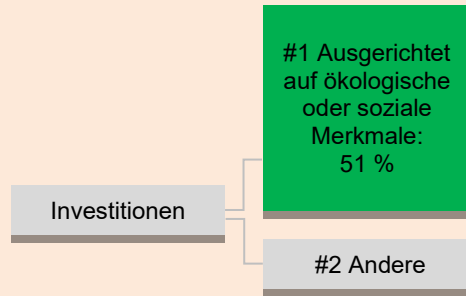 #1 Ausgerichtet
auf ökologische
oder soziale
Merkmale:
51 %
Investitionen
#2 Andere